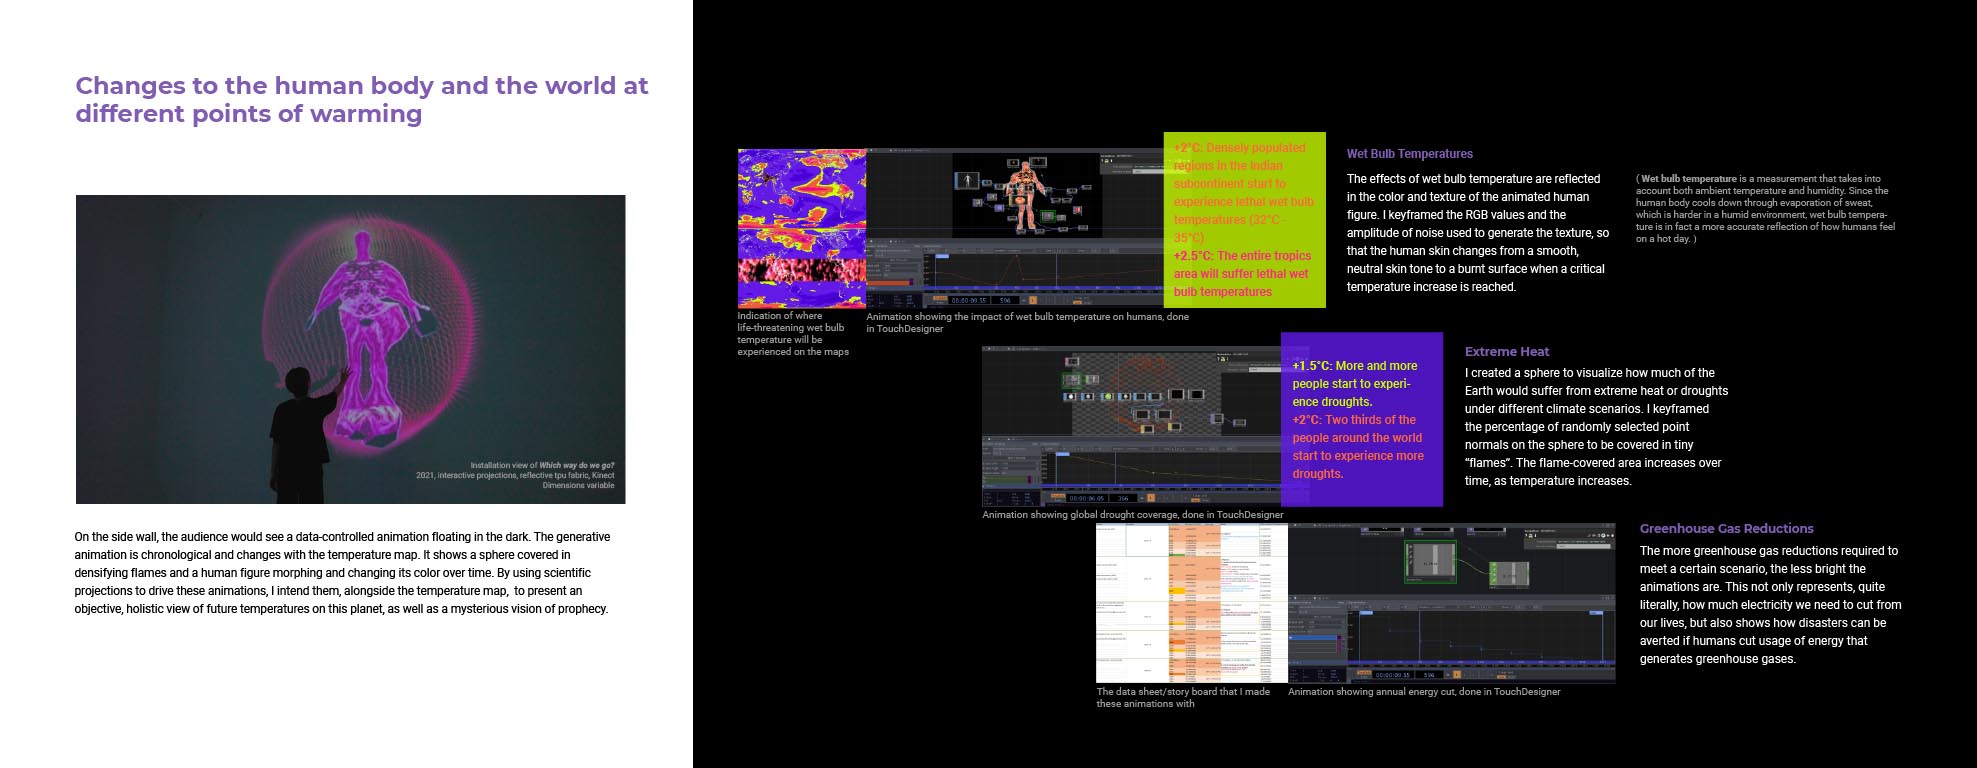 Changes to the human body and the world at
different points of warming
Installation view of Which way do we go?
2021, interactive projections, reflective tpu fabric, Kinect
Dimensions variable
On the side wall, the audience would see a data-controlled animation floating in the dark. The generative
animation is chronological and changes with the temperature map. It shows a sphere covered in
densifying flames and a human figure morphing and changing its color over time. By using scientific
projections to drive these animations, I intend them, alongside the temperature map,  to present an
objective, holistic view of future temperatures on this planet, as well as a mysterious vision of prophecy.
Indication of where
life-threatening wet bulb
temperature will be
experienced on the maps
00:00:09.55
596
Animation showing the impact of wet bulb temperature on humans, done
in TouchDesigner
+2°C: Densely populated
regions in the Indian
subcontinent start to
experience lethal wet bulb
temperatures (32°C -
35°C)
+2.5°C: The entire tropics
area will suffer lethal wet
bulb temperatures
Wet Bulb Temperatures
The effects of wet bulb temperature are reflected
in the color and texture of the animated human
figure. I keyframed the RGB values and the
amplitude of noise used to generate the texture, so
that the human skin changes from a smooth,
neutral skin tone to a burnt surface when a critical
temperature increase is reached.
( Wet bulb temperature is a measurement that takes into
account both ambient temperature and humidity. Since the
human body cools down through evaporation of sweat,
which is harder in a humid environment, wet bulb tempera-
ture is in fact a more accurate reflection of how humans feel
on a hot day. )
00:00:06.05
366
Animation showing global drought coverage, done in TouchDesigner
+1.5°C: More and more
people start to experi-
ence droughts.
+2°C: Two thirds of the
people around the world
start to experience more
droughts.
Extreme Heat
I created a sphere to visualize how much of the
Earth would suffer from extreme heat or droughts
under different climate scenarios. I keyframed
the percentage of randomly selected point
normals on the sphere to be covered in tiny
“flames”. The flame-covered area increases over
time, as temperature increases.
The data sheet/story board that I made
these animations with
00:00:09.55
596
Animation showing annual energy cut, done in TouchDesigner
Greenhouse Gas Reductions
The more greenhouse gas reductions required to
meet a certain scenario, the less bright the
animations are. This not only represents, quite
literally, how much electricity we need to cut from
our lives, but also shows how disasters can be
averted if humans cut usage of energy that
generates greenhouse gases.